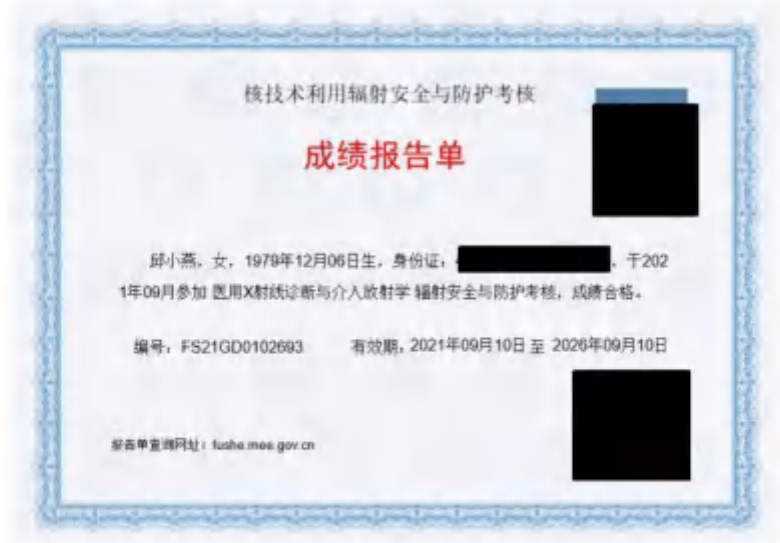 核技术利用辐射安全与防护考核
成绩报告单
邱小燕，女，1979年12月06日生，身份证，，于202
1年09月参加 医用X射线诊断与介入放射学 辐射安全与防护考核，成绩合格。
编号：FS21GD0102693 有效期：2021年09月10日 至 2026年09月10日
报告单查询网址：fushe.mee.gov.cn